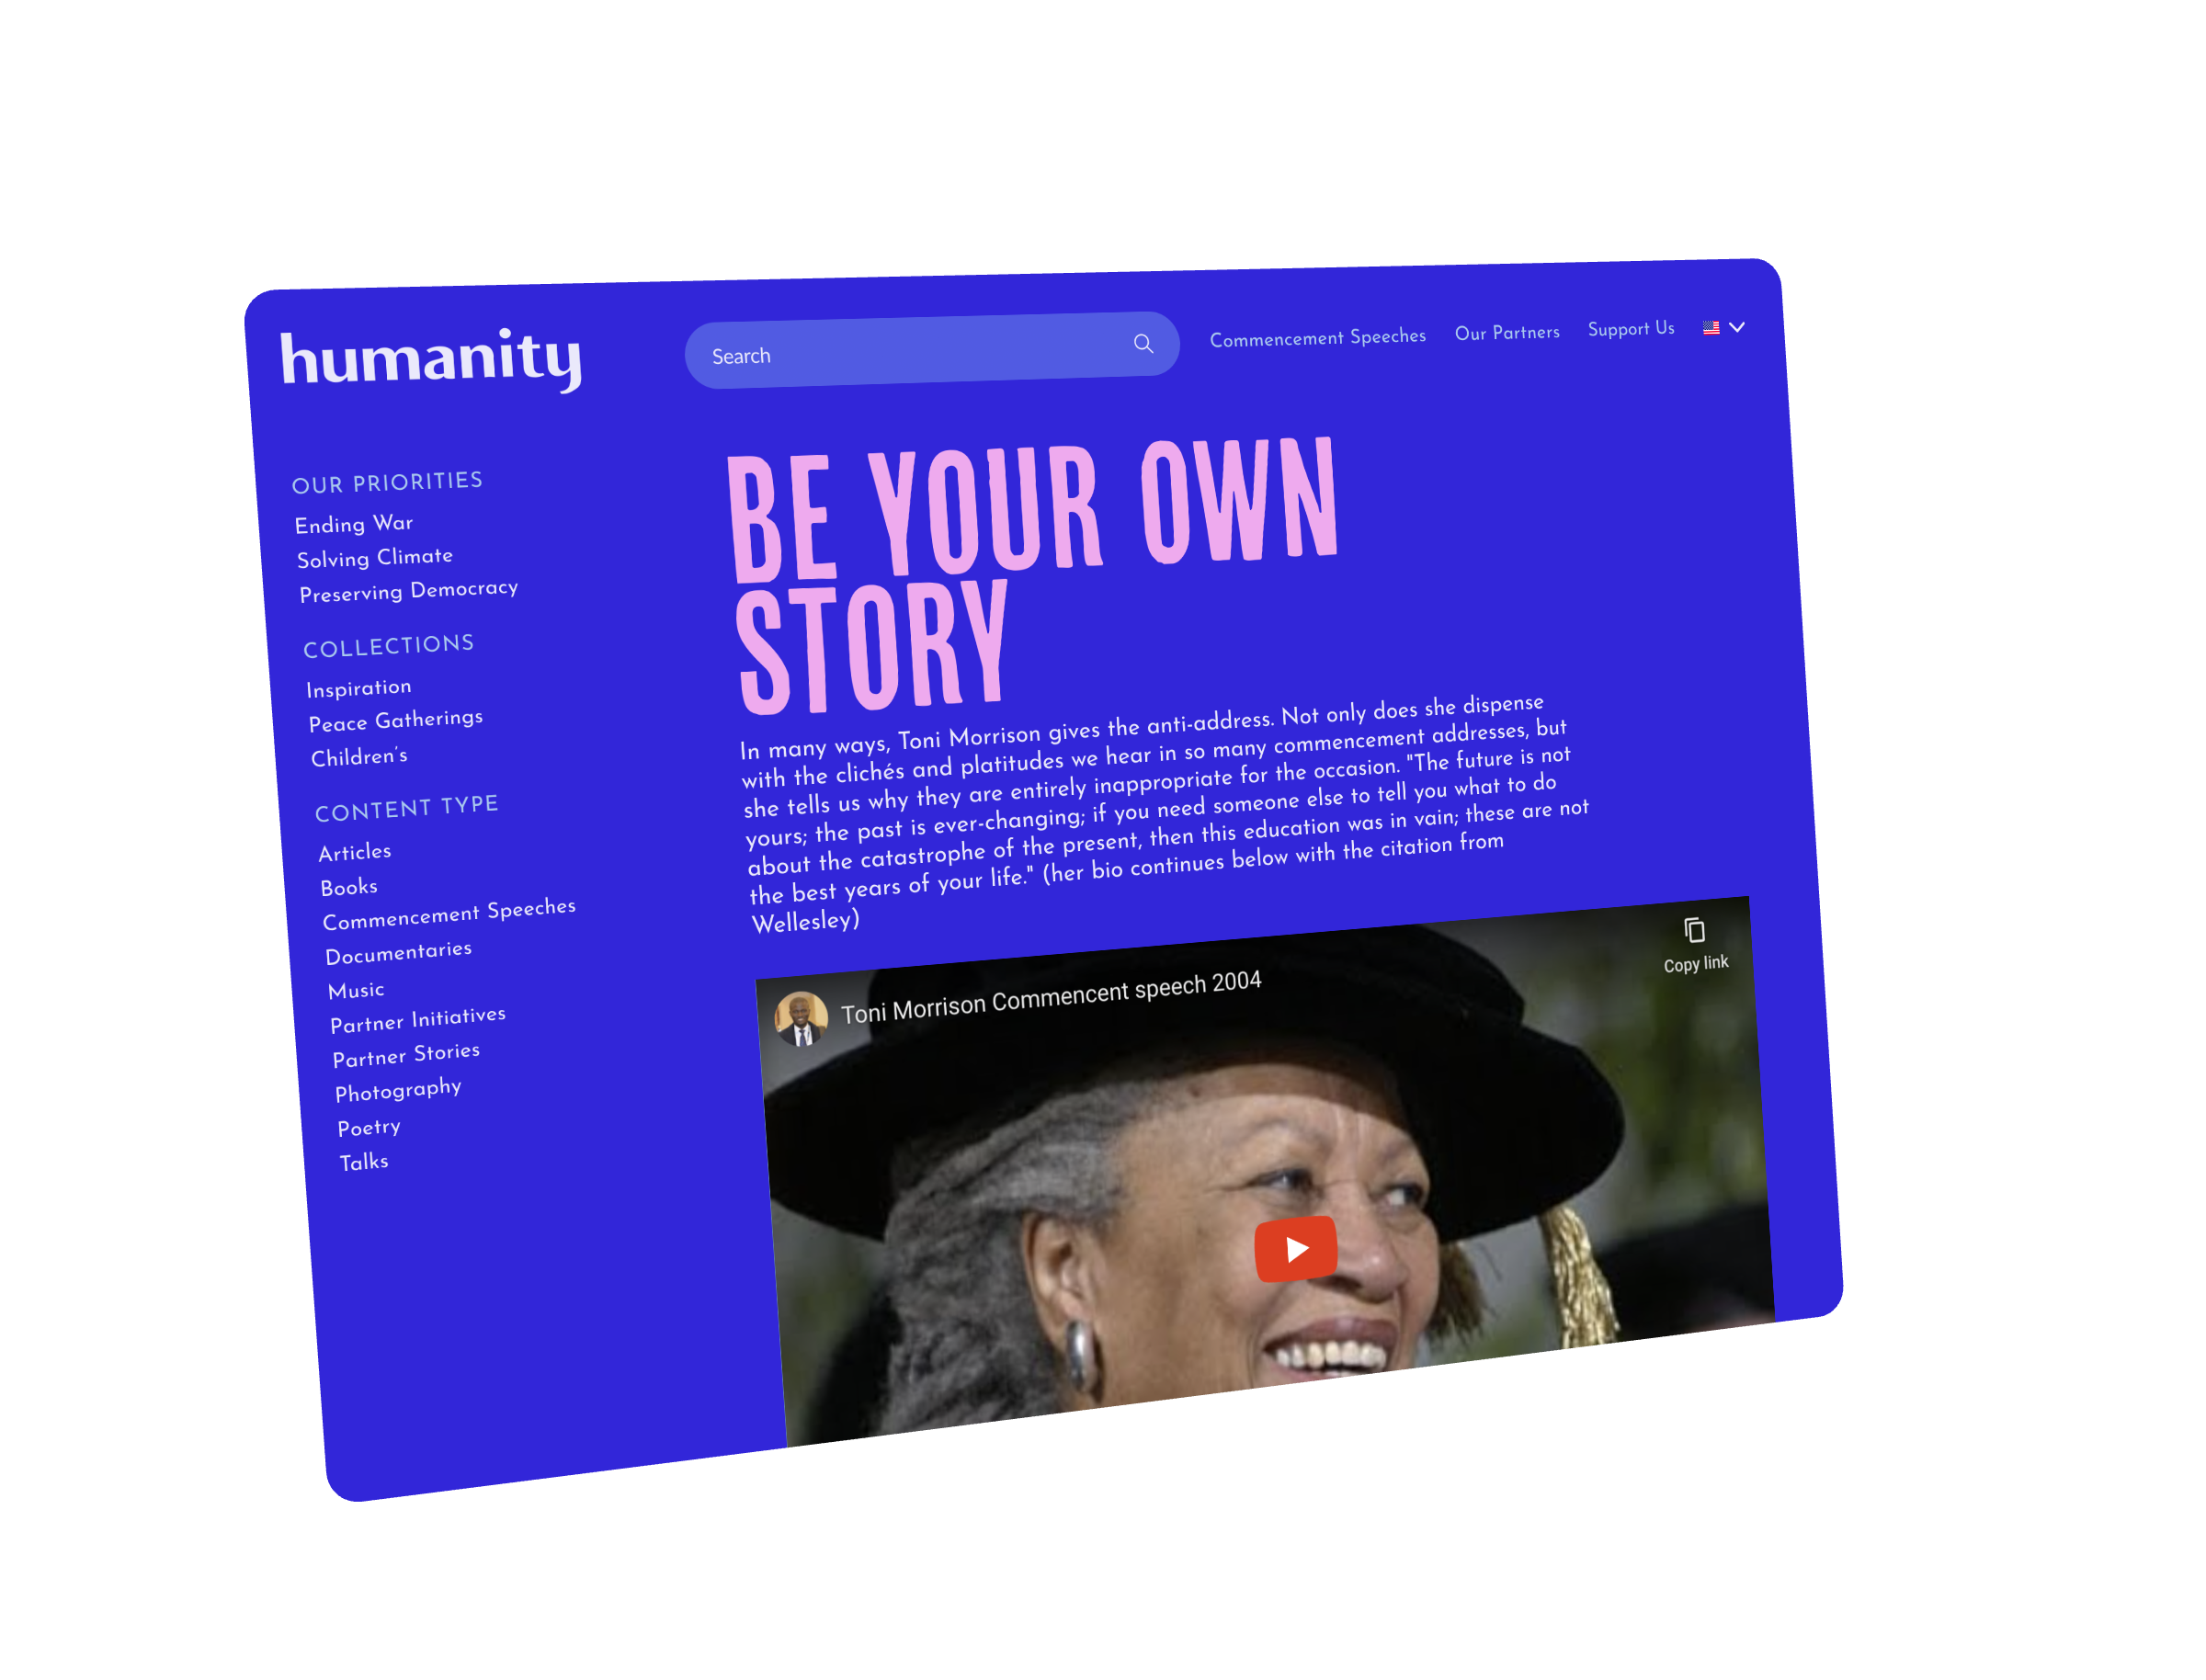 humanity
Search
Commencement Speeches
Our Partners
Support Us
OUR PRIORITIES
Ending War
Solving Climate
Preserving Democracy
COLLECTIONS
Inspiration
Peace Gatherings
Children's
CONTENT TYPE
Articles
Books
Commencement Speeches
Documentaries
Music
Partner Initiatives
Partner Stories
Photography
Poetry
Talks
BE YOUR OWN
STORY
In many ways, Toni Morrison gives the anti-address. Not only does she dispense
with the clichés and platitudes we hear in so many commencement addresses, but
she tells us why they are entirely inappropriate for the occasion. "The future is not
yours; the past is ever-changing; if you need someone else to tell you what to do
about the catastrophe of the present, then this education was in vain; these are not
the best years of your life." (her bio continues below with the citation from
Wellesley)
Toni Morrison Commencent speech 2004
Copy link